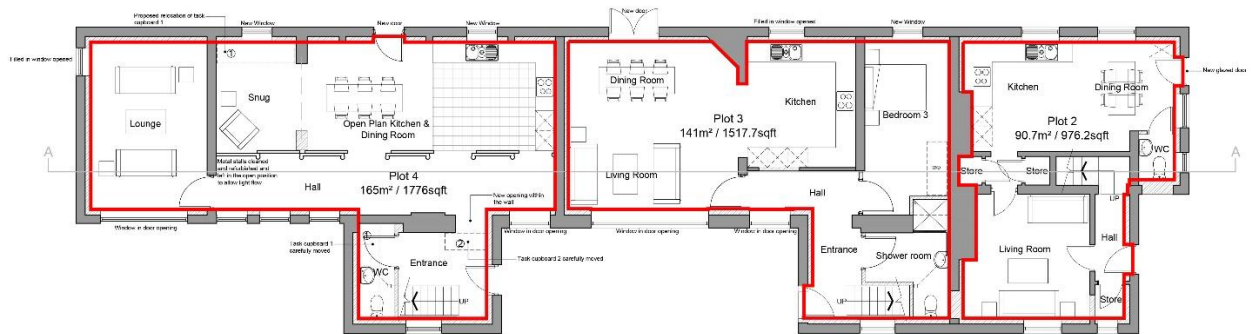 Proposed relocation of task
cupboard 1
New Window
New door
New Window
New door
Filled in window opened
New Window
Filled in window opened
New glazed door
1
Snug
Lounge
Open Plan Kitchen &
Dining Room
Dining Room
Kitchen
Bedroom 3
Kitchen
Dining Room
Plot 3
141m² / 1517.7sqft
Plot 2
90.7m² / 976.2sqft
WC
A
A
Metal stalls cleaned
and refurbished and
left in the open position
to allow light flow
Plot 4
165m² / 1776sqft
Hall
Living Room
Hall
Store
Store
UP
New opening within
the wall
Window in door opening
Window in door opening
Window in door opening
Window in door opening
Task cupboard 1
carefully moved
2
Task cupboard 2 carefully moved
WC
Entrance
UP
Entrance
Shower room
UP
Living Room
Hall
Store